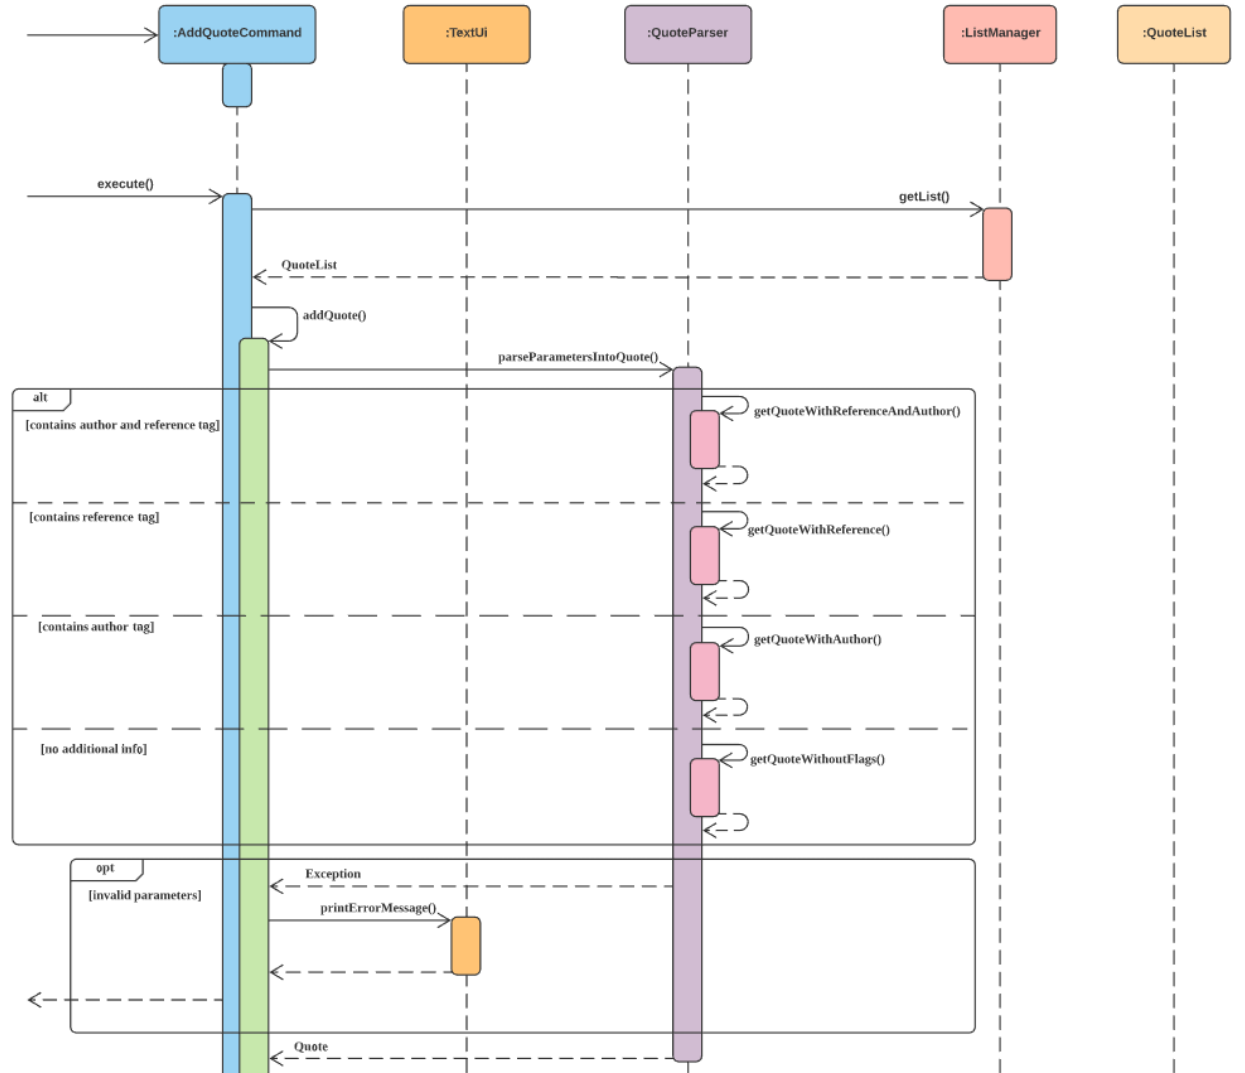 :AddQuoteCommand
:TextUi
:QuoteParser
:ListManager
:QuoteList
execute()
getList()
QuoteList
addQuote()
parseParametersIntoQuote()
alt
[contains author and reference tag]
getQuoteWithReferenceAndAuthor()
[contains reference tag]
getQuoteWithReference()
[contains author tag]
getQuoteWithAuthor()
[no additional info]
getQuoteWithoutFlags()
opt
Exception
[invalid parameters]
printErrorMessage()
Quote